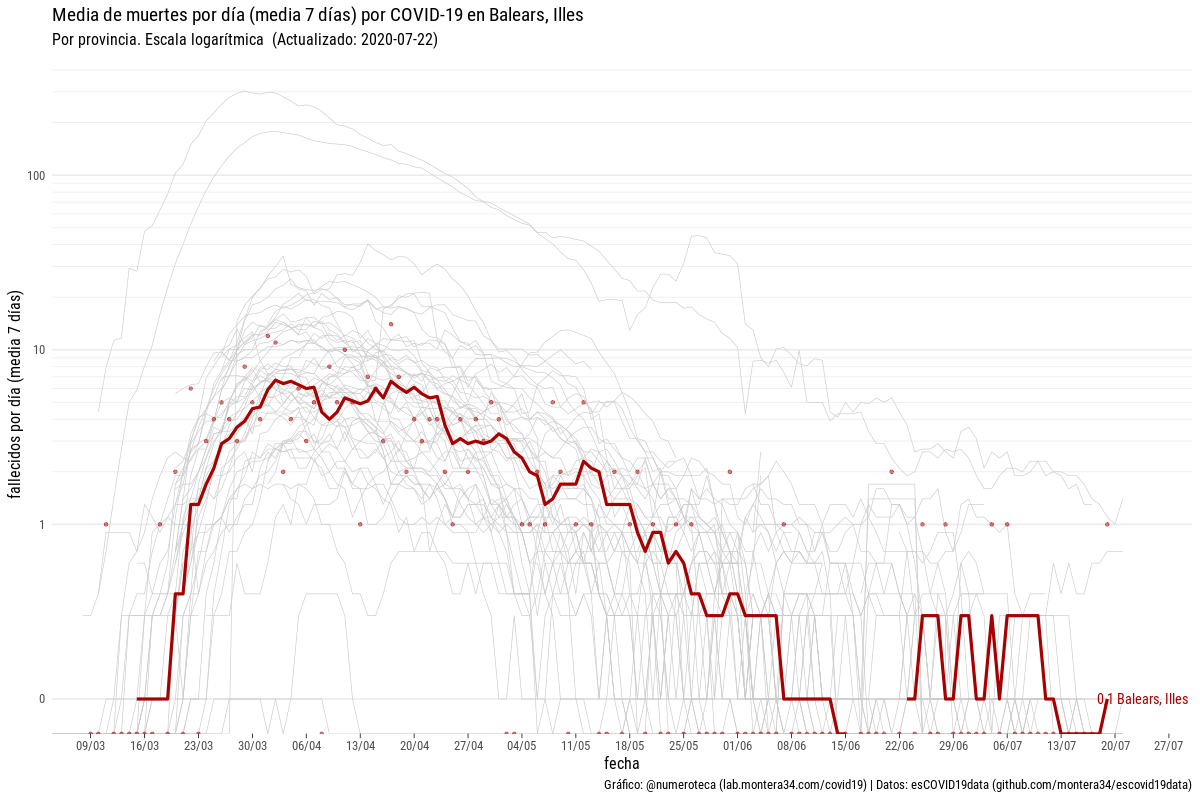 Media de muertes por día (media 7 días) por COVID-19 en Balears, Illes
Por provincia. Escala logarítmica (Actualizado: 2020-07-22)
fallecidos por día (media 7 días)
100
10
1
0
0.1 Balears, Illes
09/03 16/03 23/03 30/03 06/04 13/04 20/04 27/04 04/05 11/05 18/05 25/05 01/06 08/06 15/06 22/06 29/06 06/07 13/07 20/07 27/07
fecha
Gráfico: @numeroteca (lab.montera34.com/covid19) | Datos: esCOVID19data (github.com/montera34/escovid19data)